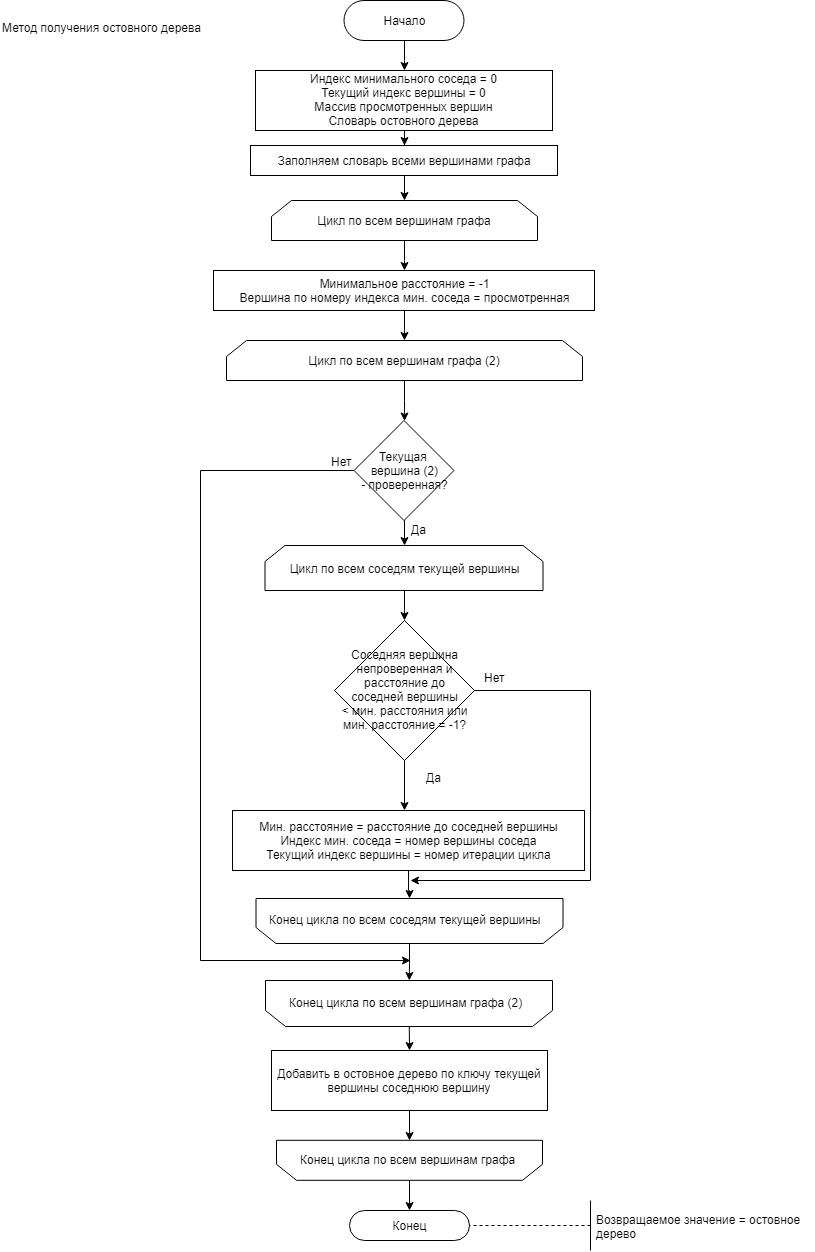 Начало
Метод получения остовного дерева
Индекс минимального соседа = 0
Текущий индекс вершины = 0
Массив просмотренных вершин
Словарь остовного дерева
Заполняем словарь всеми вершинами графа
Цикл по всем вершинам графа
Минимальное расстояние = -1
Вершина по номеру индекса мин. соседа = просмотренная
Цикл по всем вершинам графа (2)
Текущая
вершина (2)
- проверенная?
Нет
Да
Цикл по всем соседям текущей вершины
Соседняя вершина
непроверенная и
расстояние до
соседней вершины
< мин. расстояния или
мин. расстояние = -1?
Нет
Да
Мин. расстояние = расстояние до соседней вершины
Индекс мин. соседа = номер вершины соседа
Текущий индекс вершины = номер итерации цикла
Конец цикла по всем соседям текущей вершины
Конец цикла по всем вершинам графа (2)
Добавить в остовное дерево по ключу текущей
вершины соседнюю вершину
Конец цикла по всем вершинам графа
Конец
Возвращаемое значение = остовное
дерево